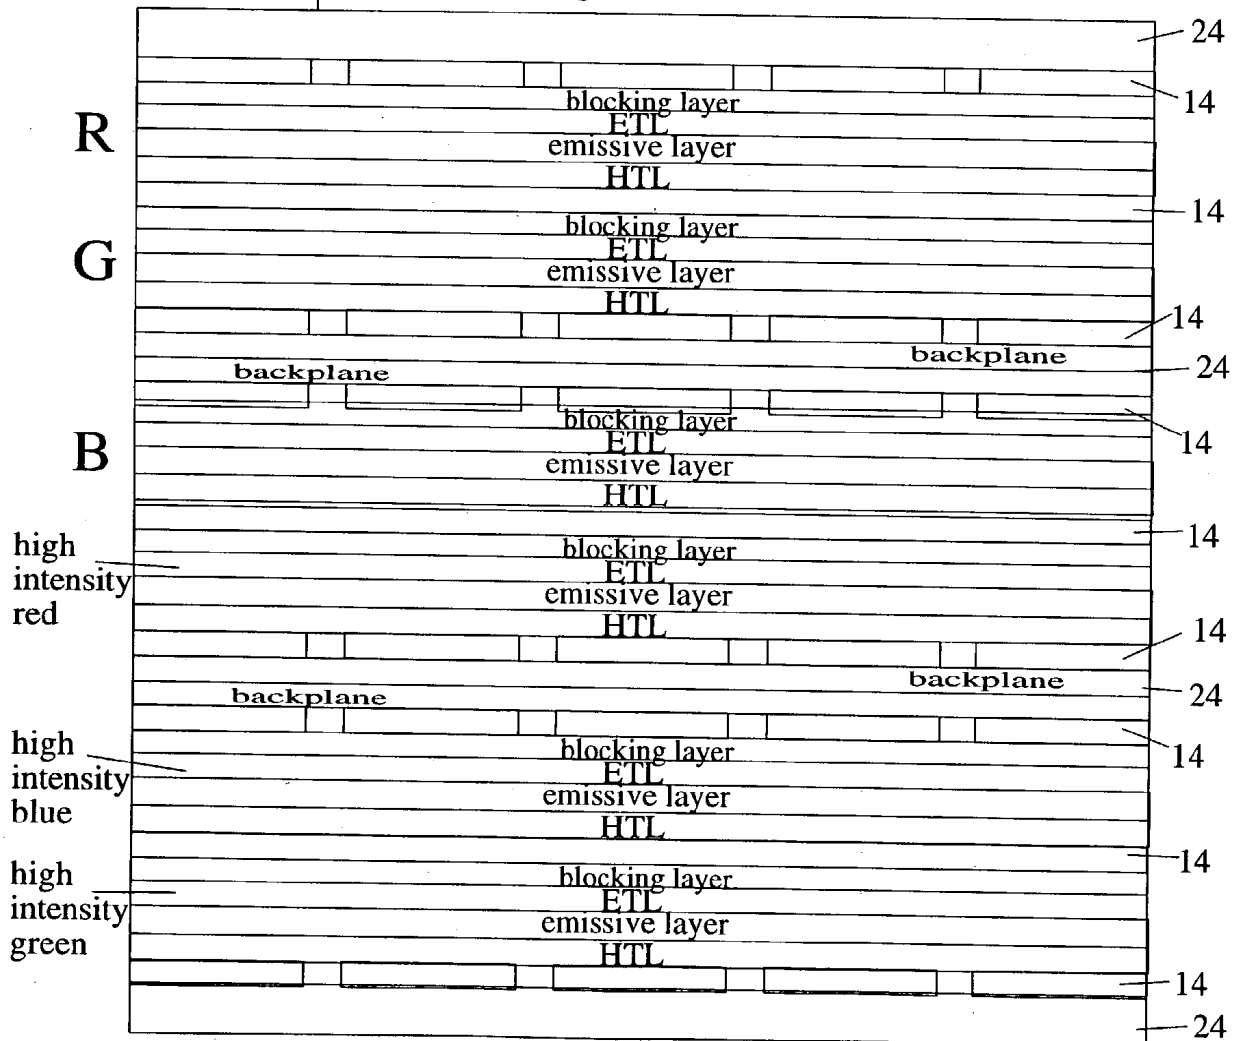 24
14
blocking layer
R
ETL
emissive layer
HTL
14
blocking layer
G
ETL
emissive layer
HTL
14
backplane
24
backplane
14
blocking layer
B
ETL
emissive layer
HTL
14
high
intensity
red
blocking layer
ETL
emissive layer
HTL
14
backplane
24
backplane
14
high
intensity
blue
blocking layer
ETL
emissive layer
HTL
14
high
intensity
green
blocking layer
ETL
emissive layer
HTL
14
24